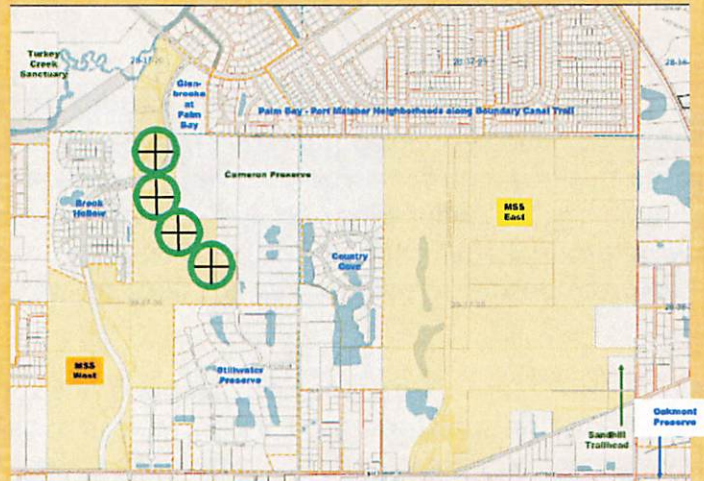 Turkey
Creek
Sanctuary
Glen-
brooke
at
Palm
Bay
Palm Bay - Port Malabar Neighborhoods along Boundary Canal Trail
Cameron Preserve
Brook
Hollow
MSS
East
Country
Cove
MSS
West
Stillwater
Preserve
Sandhill
Trailhead
Oakmont
Preserve